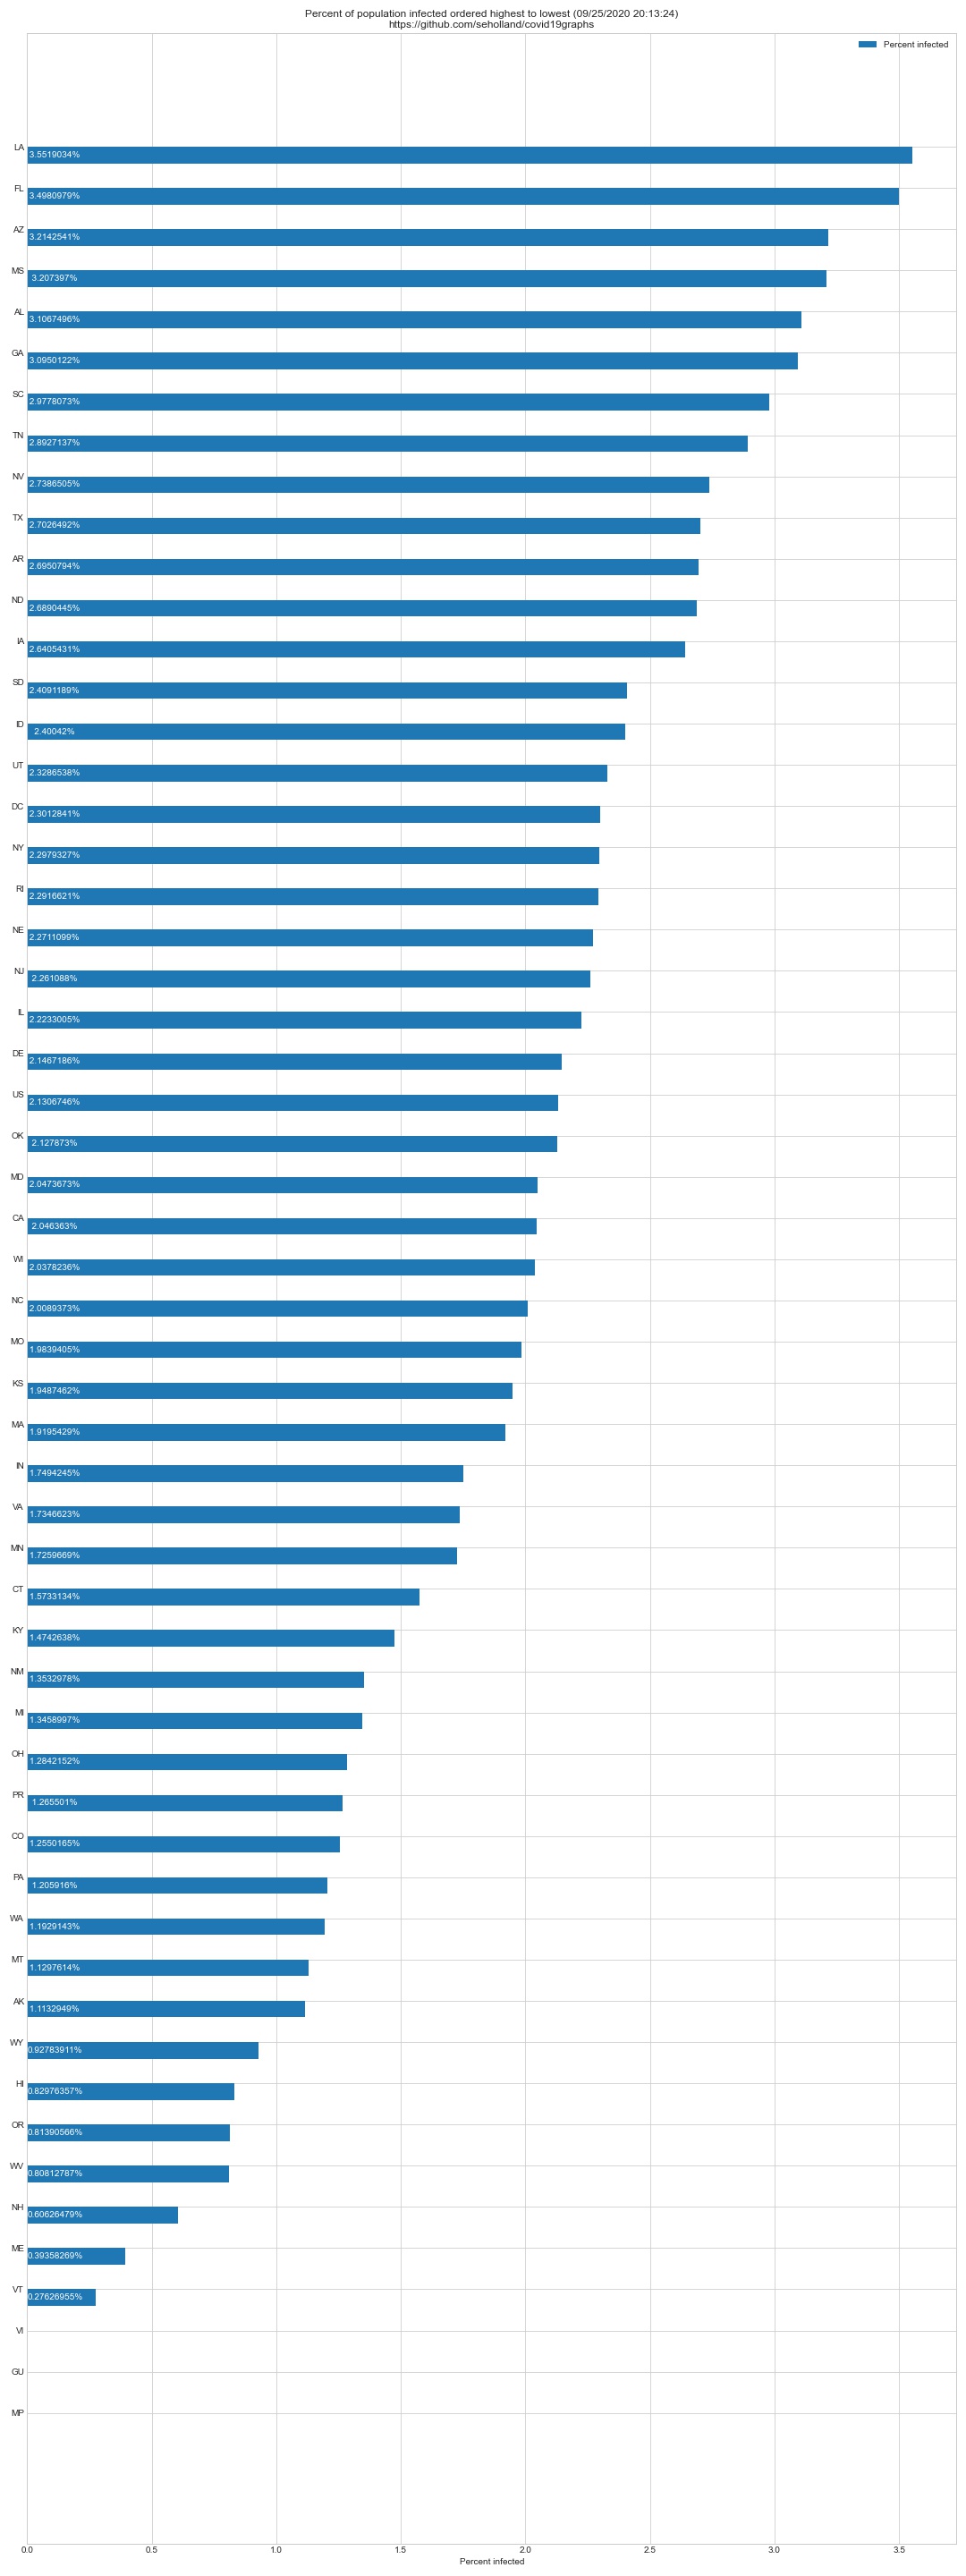 Percent of population infected ordered highest to lowest (09/25/2020 20:13:24)
https://github.com/seholland/covid19graphs
Percent infected
LA 3.5519034%
FL 3.4980979%
AZ 3.2142541%
MS 3.207397%
AL 3.1067496%
GA 3.0950122%
SC 2.9778073%
TN 2.8927137%
NV 2.7386505%
TX 2.7026492%
AR 2.6950794%
ND 2.6890445%
IA 2.6405431%
SD 2.4091189%
ID 2.40042%
UT 2.3286538%
DC 2.3012841%
NY 2.2979327%
RI 2.2916621%
NE 2.2711099%
NJ 2.261088%
IL 2.2233005%
DE 2.1467186%
US 2.1306746%
OK 2.127873%
MD 2.0473673%
CA 2.046363%
WI 2.0378236%
NC 2.0089373%
MO 1.9839405%
KS 1.9487462%
MA 1.9195429%
IN 1.7494245%
VA 1.7346623%
MN 1.7259669%
CT 1.5733134%
KY 1.4742638%
NM 1.3532978%
MI 1.3458997%
OH 1.2842152%
PR 1.265501%
CO 1.2550165%
PA 1.205916%
WA 1.1929143%
MT 1.1297614%
AK 1.1132949%
WY 0.92783911%
HI 0.82976357%
OR 0.81390566%
WV 0.80812787%
NH 0.60626479%
ME 0.39358269%
VT 0.27626955%
VI
GU
MP
0.0 0.5 1.0 1.5 2.0 2.5 3.0 3.5
Percent infected